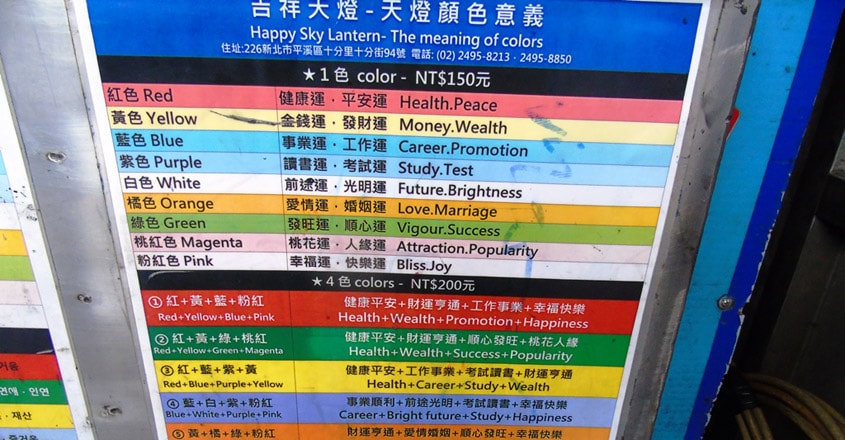 吉祥天燈-天燈顏色意義
Happy Sky Lantern- The meaning of colors
住址:226新北市平溪區十分里十分街94號 電話: (02) 2495-8213 · 2495-8850
★1色 color - NT$150元
紅色 Red 健康運 · 平安運 Health.Peace
黃色 Yellow 金錢運 · 發財運 Money.Wealth
藍色 Blue 事業運 · 工作運 Career.Promotion
紫色 Purple 讀書運 · 考試運 Study.Test
白色 White 前途運 · 光明運 Future.Brightness
橘色 Orange 愛情運 · 婚姻運 Love.Marriage
綠色 Green 發旺運 · 順心運 Vigour.Success
桃紅色 Magenta 桃花運 · 人緣運 Attraction.Popularity
粉紅色 Pink 幸福運 · 快樂運 Bliss.Joy
★4色 colors - NT$200元
①紅+黃+藍+粉紅 健康平安+財運亨通+工作事業+幸福快樂
Red+Yellow+Blue+Pink Health+Wealth+Promotion+Happiness
②紅+黃+綠+桃紅 健康平安+財運亨通+順心發旺+桃花人緣
Red+Yellow+Green+Magenta Health+Wealth+Success+Popularity
③紅+藍+紫+黃 健康平安+工作事業+考試讀書+財運亨通
Red+Blue+Purple+Yellow Health+Career+Study+Wealth
④藍+白+紫+粉紅 事業順利+前途光明+考試讀書+幸福快樂
Blue+White+Purple+Pink Career+Bright future+Study+Happiness
⑤黃+橘+綠+粉紅 財運亨通+愛情婚姻+順心發旺+幸福快樂
연애 · 인연
· 재산